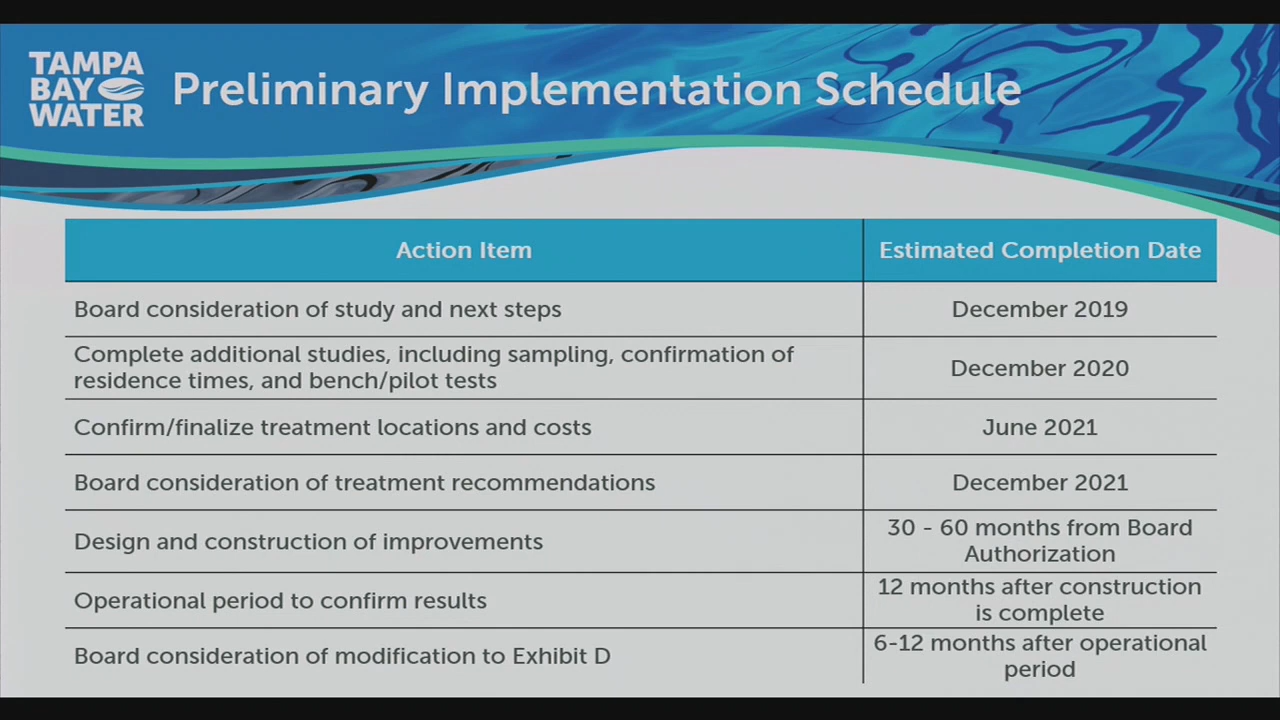 TAMPA
BAY
WATER
Preliminary Implementation Schedule
Action Item
Estimated Completion Date
Board consideration of study and next steps
December 2019
Complete additional studies, including sampling, confirmation of
residence times, and bench/pilot tests
December 2020
Confirm/finalize treatment locations and costs
June 2021
Board consideration of treatment recommendations
December 2021
Design and construction of improvements
30 - 60 months from Board
Authorization
Operational period to confirm results
12 months after construction
is complete
Board consideration of modification to Exhibit D
6-12 months after operational
period